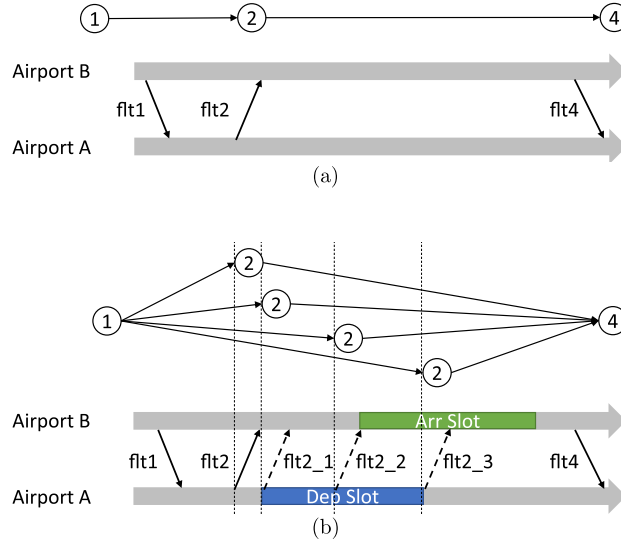 1 2 4
Airport B
flt1 flt2 flt4
Airport A
(a)
2
2
1 4
2
2
Airport B Arr Slot
flt1 flt2 flt2_1 flt2_2 flt2_3 flt4
Airport A Dep Slot
(b)